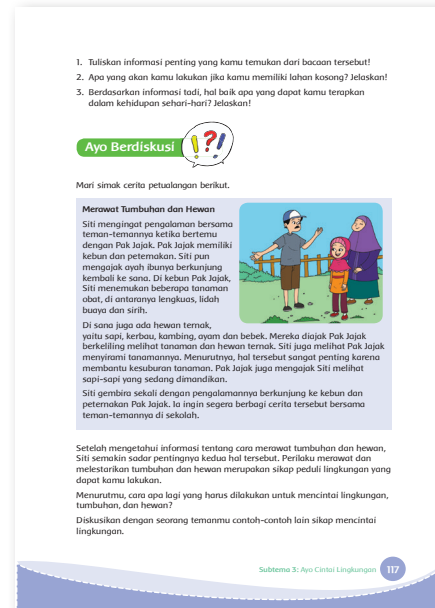 1. Tuliskan informasi penting yang kamu temukan dari bacaan tersebut!
2. Apa yang akan kamu lakukan jika kamu memiliki lahan kosong? Jelaskan!
3. Berdasarkan informasi tadi, hal baik apa yang dapat kamu terapkan
dalam kehidupan sehari-hari? Jelaskan!
Ayo Berdiskusi
!?!
Mari simak cerita petualangan berikut.
Merawat Tumbuhan dan Hewan
Siti mengingat pengalaman bersama
teman-temannya ketika bertemu
dengan Pak Jajak. Pak Jajak memiliki
kebun dan peternakan. Siti pun
mengajak ayah ibunya berkunjung
kembali ke sana. Di kebun Pak Jajak,
Siti menemukan beberapa tanaman
obat, di antaranya lengkuas, lidah
buaya dan sirih.
Di sana juga ada hewan ternak,
yaitu sapi, kerbau, kambing, ayam dan bebek. Mereka diajak Pak Jajak
berkeliling melihat tanaman dan hewan ternak. Siti juga melihat Pak Jajak
menyirami tanamannya. Menurutnya, hal tersebut sangat penting karena
membantu kesuburan tanaman. Pak Jajak juga mengajak Siti melihat
sapi-sapi yang sedang dimandikan.
Siti gembira sekali dengan pengalamannya berkunjung ke kebun dan
peternakan Pak Jajak. Ia ingin segera berbagi cerita tersebut bersama
teman-temannya di sekolah.
Setelah mengetahui informasi tentang cara merawat tumbuhan dan hewan,
Siti semakin sadar pentingnya kedua hal tersebut. Perilaku merawat dan
melestarikan tumbuhan dan hewan merupakan sikap peduli lingkungan yang
dapat kamu lakukan.
Menurutmu, cara apa lagi yang harus dilakukan untuk mencintai lingkungan,
tumbuhan, dan hewan?
Diskusikan dengan seorang temanmu contoh-contoh lain sikap mencintai
lingkungan.
Subtema 3: Ayo Cintai Lingkungan 117